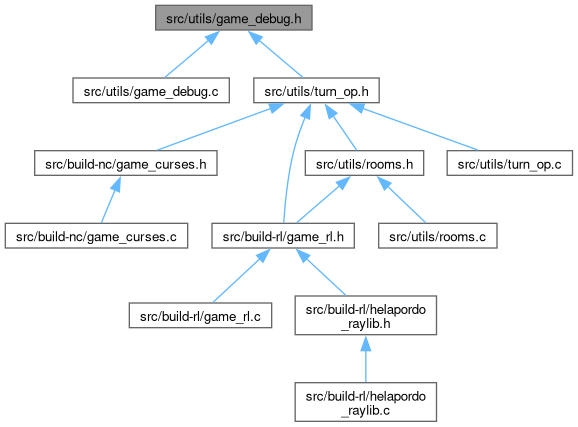 src/utils/game_debug.h
src/utils/game_debug.c
src/utils/turn_op.h
src/build-nc/game_curses.h
src/utils/rooms.h
src/utils/turn_op.c
src/build-nc/game_curses.c
src/build-rl/game_rl.h
src/utils/rooms.c
src/build-rl/game_rl.c
src/build-rl/helapordo
_raylib.h
src/build-rl/helapordo
_raylib.c